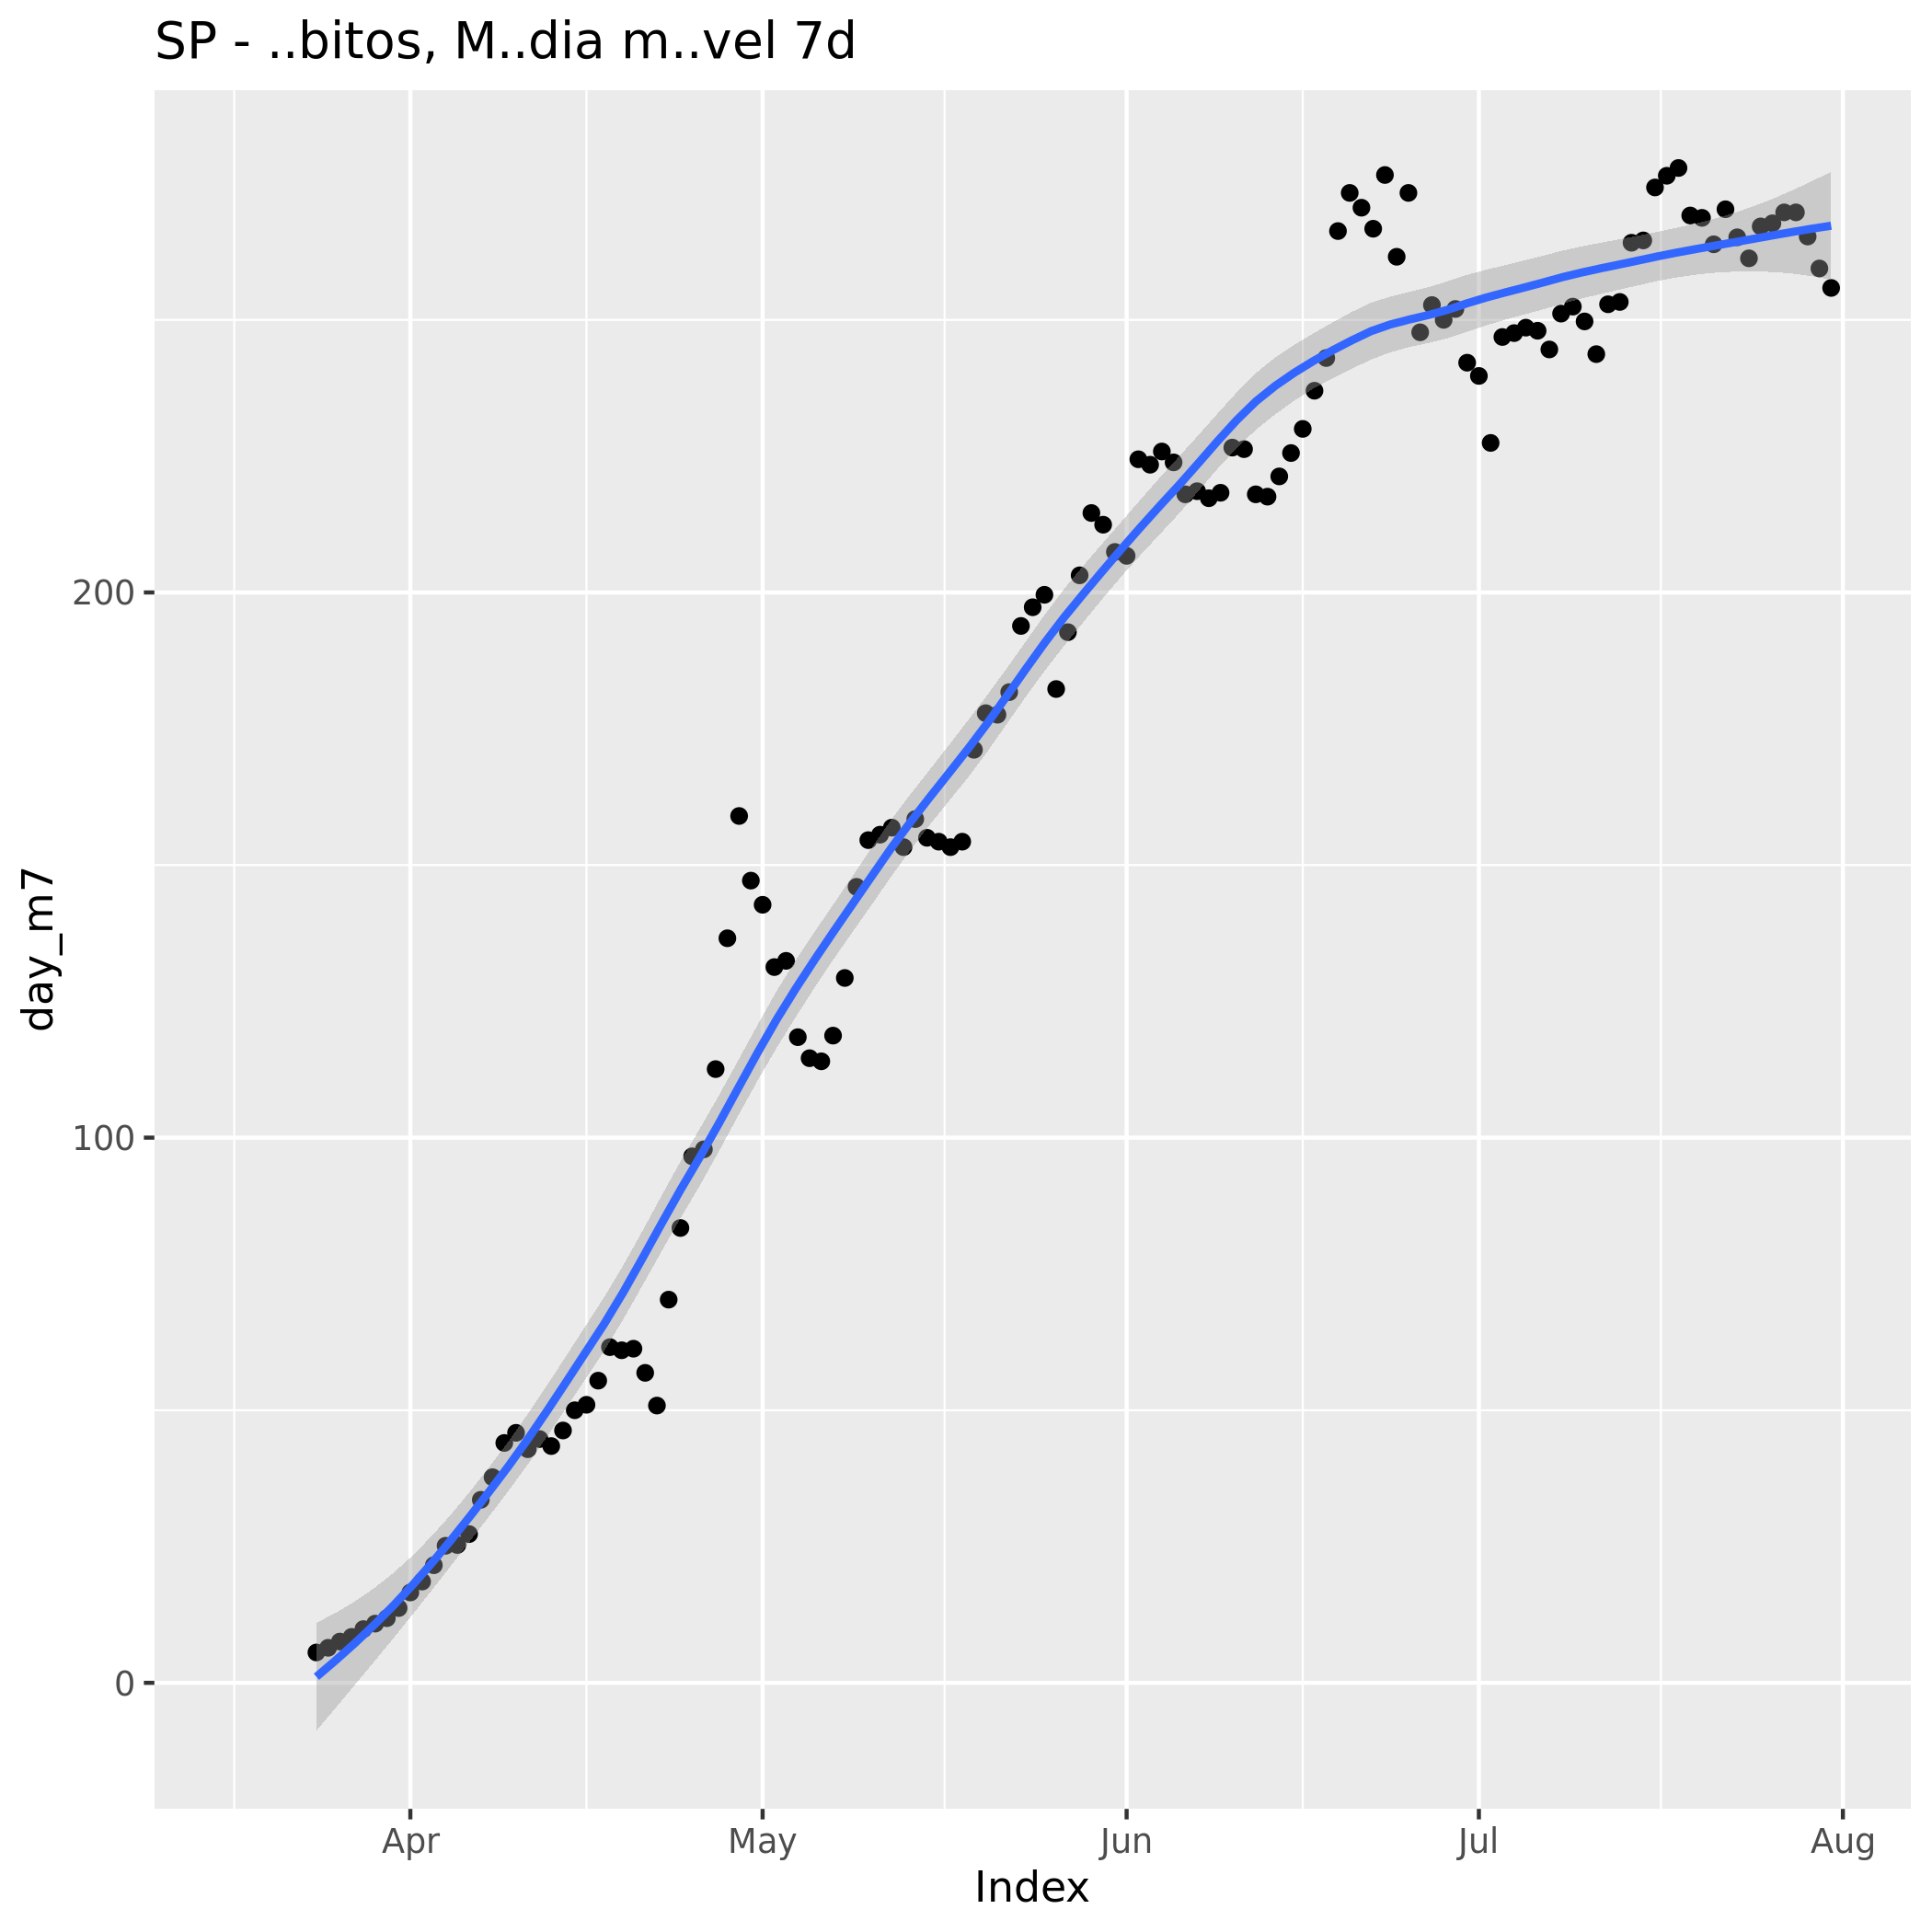 SP - ..bitos, M..dia m..vel 7d
day_m7
200
100
0
Apr May Jun Jul Aug
Index